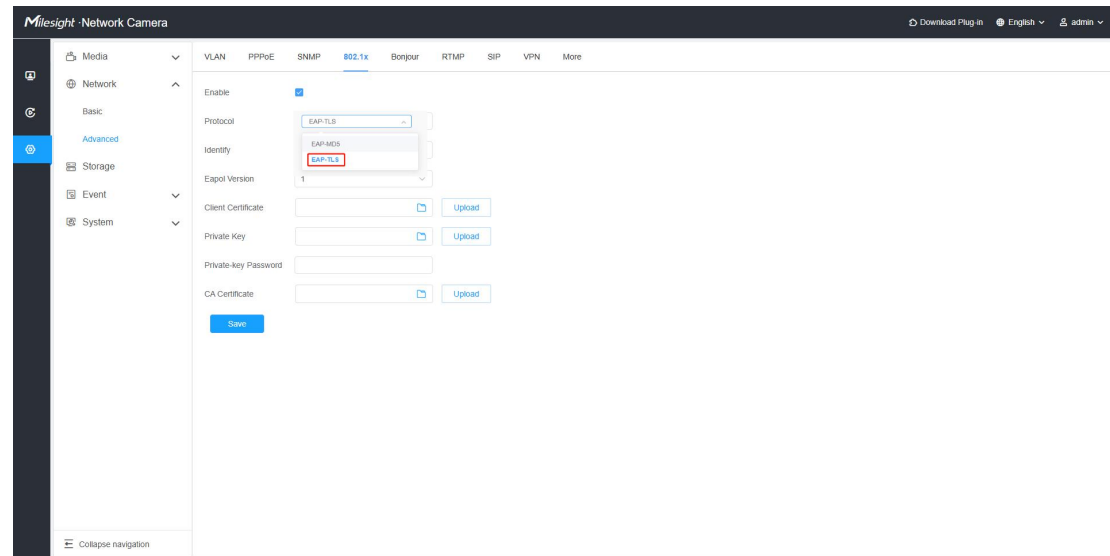 Milesight ·Network Camera
Download Plug-in English admin
Media
Network
Basic
Advanced
Storage
Event
System
Collapse navigation
VLAN PPPoE SNMP 802.1x Bonjour RTMP SIP VPN More
Enable
Protocol EAP-TLS
EAP-MD5
EAP-TLS
Identify
Eapol Version 1
Client Certificate Upload
Private Key Upload
Private-key Password
CA Certificate Upload
Save